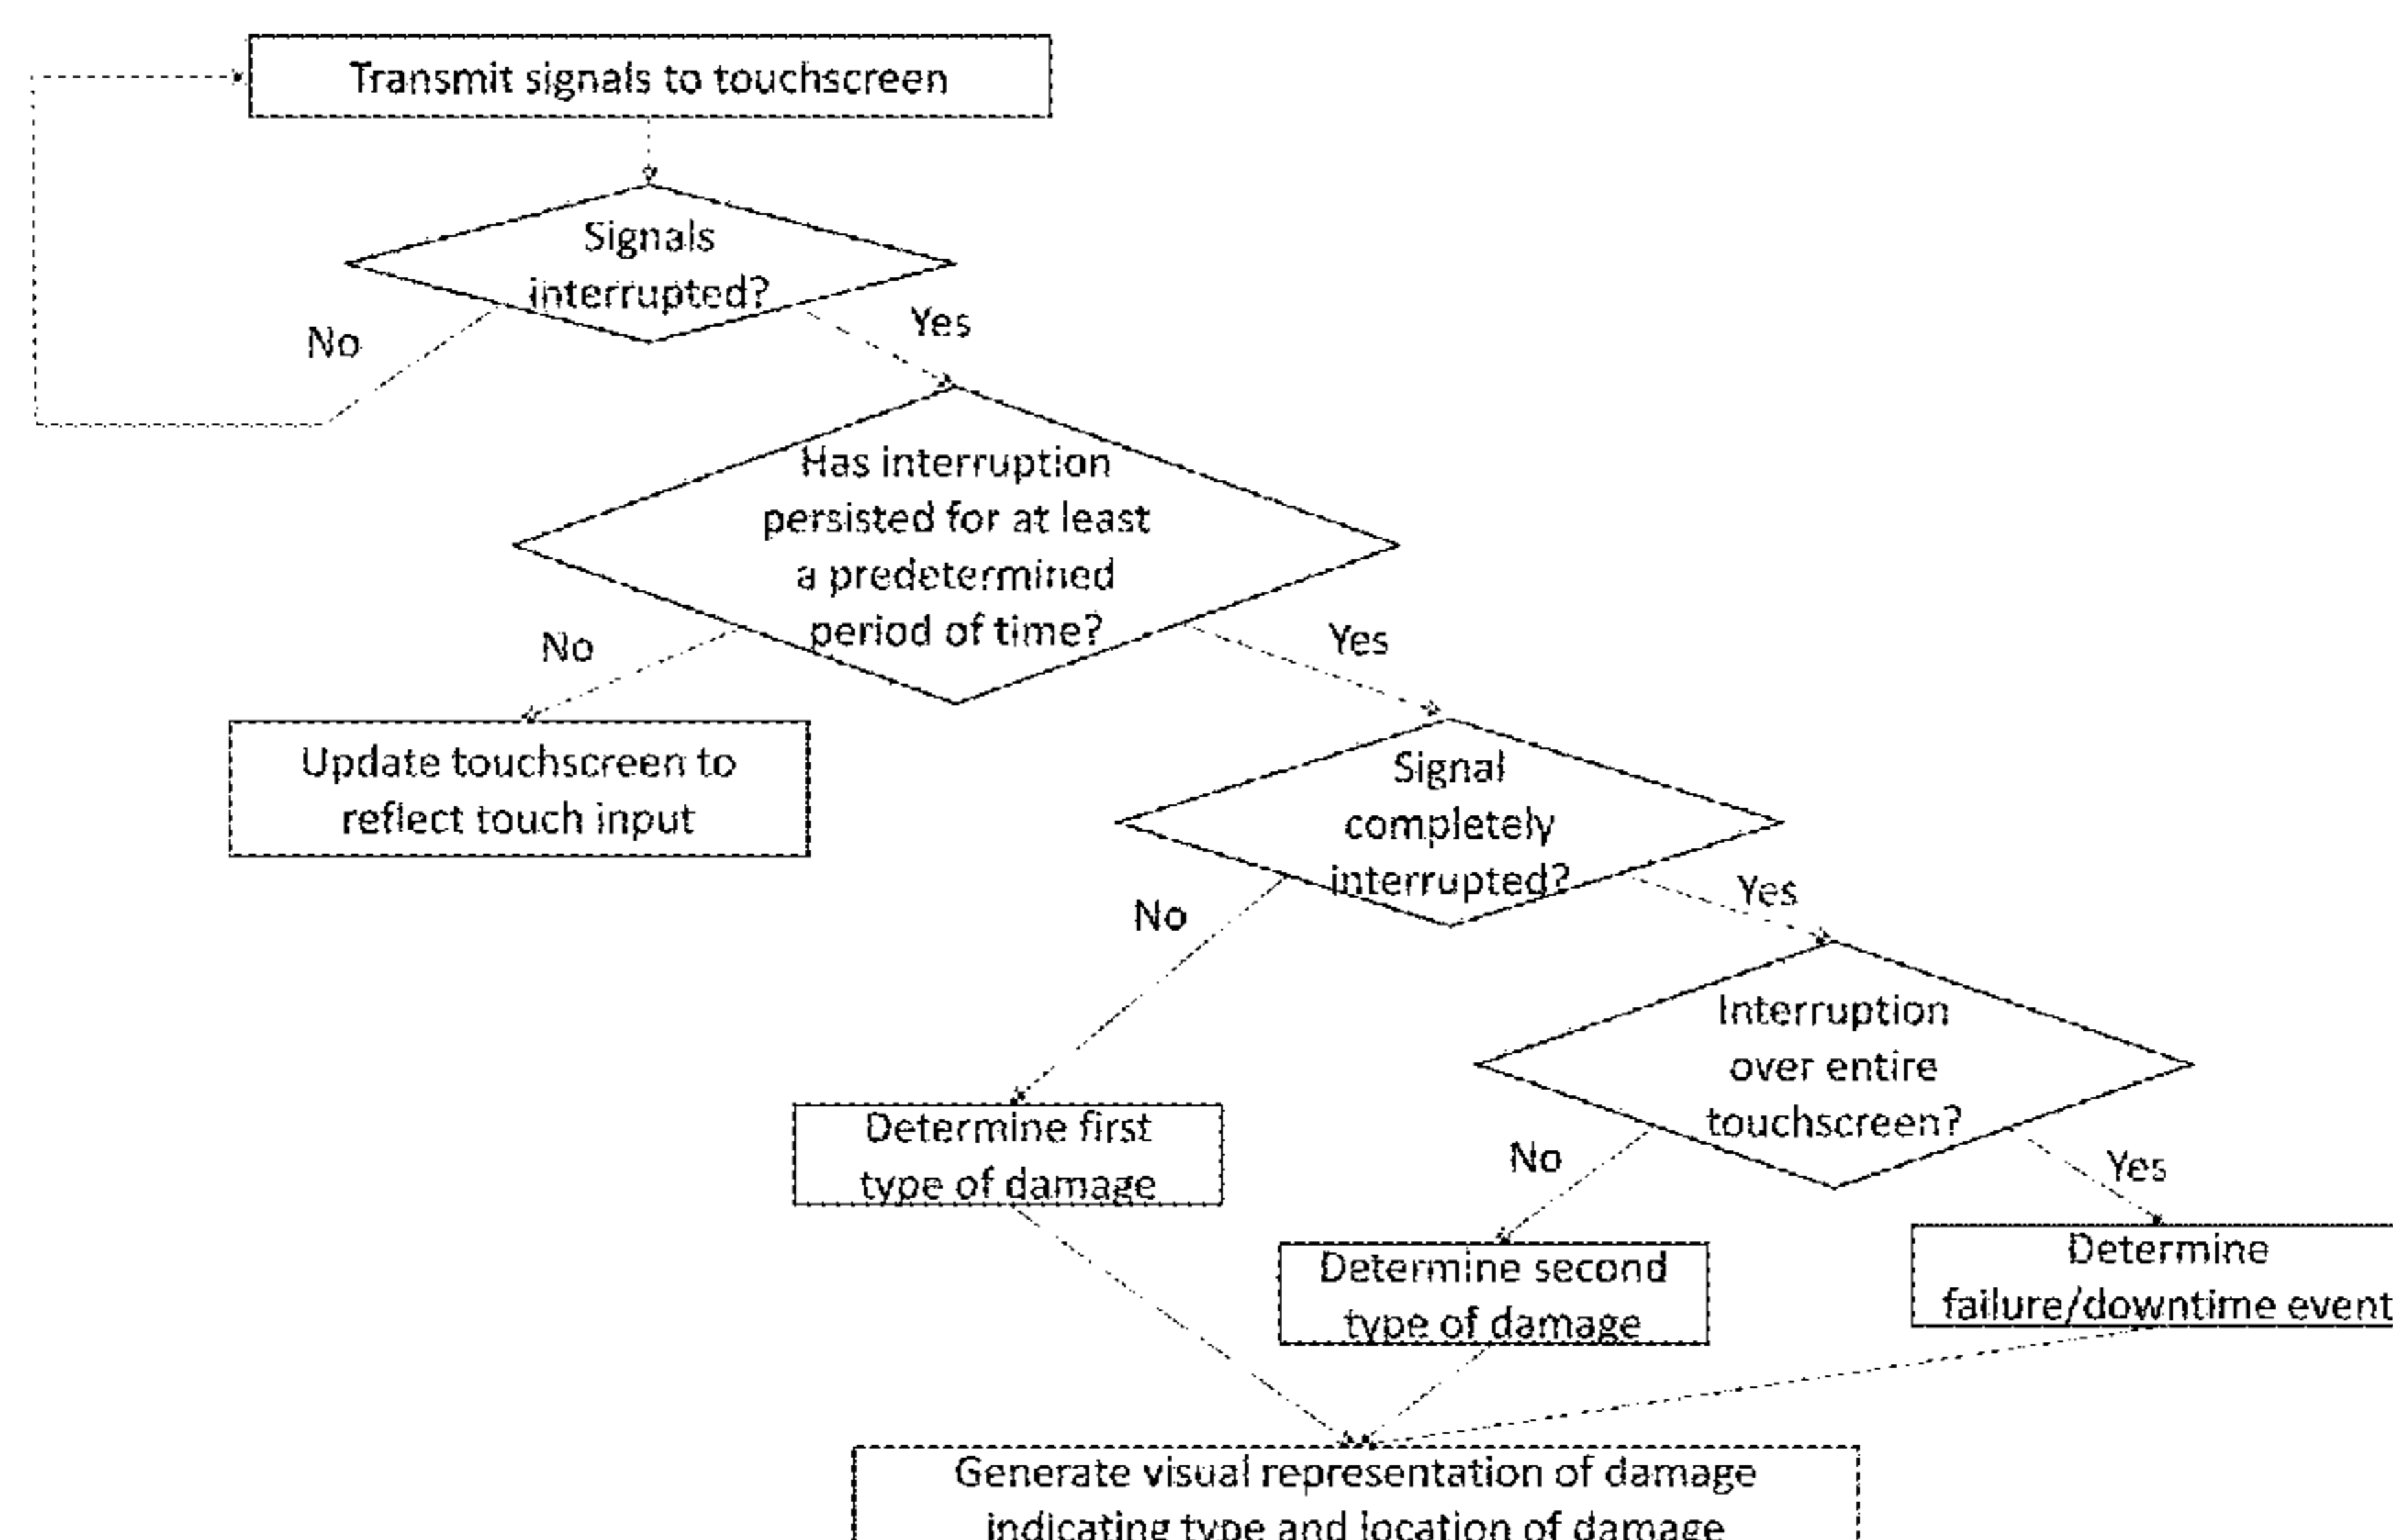 Transmit signals to touchscreen
Signals
interrupted?
No
Yes
Has interruption
persisted for at least
a predetermined
period of time?
No
Yes
Update touchscreen to
reflect touch input
Signal
completely
interrupted?
No
Yes
Interruption
over entire
touchscreen?
No
Yes
Determine first
type of damage
Determine second
type of damage
Determine
failure/downtime event
Generate visual representation of damage
indicating type and location of damage